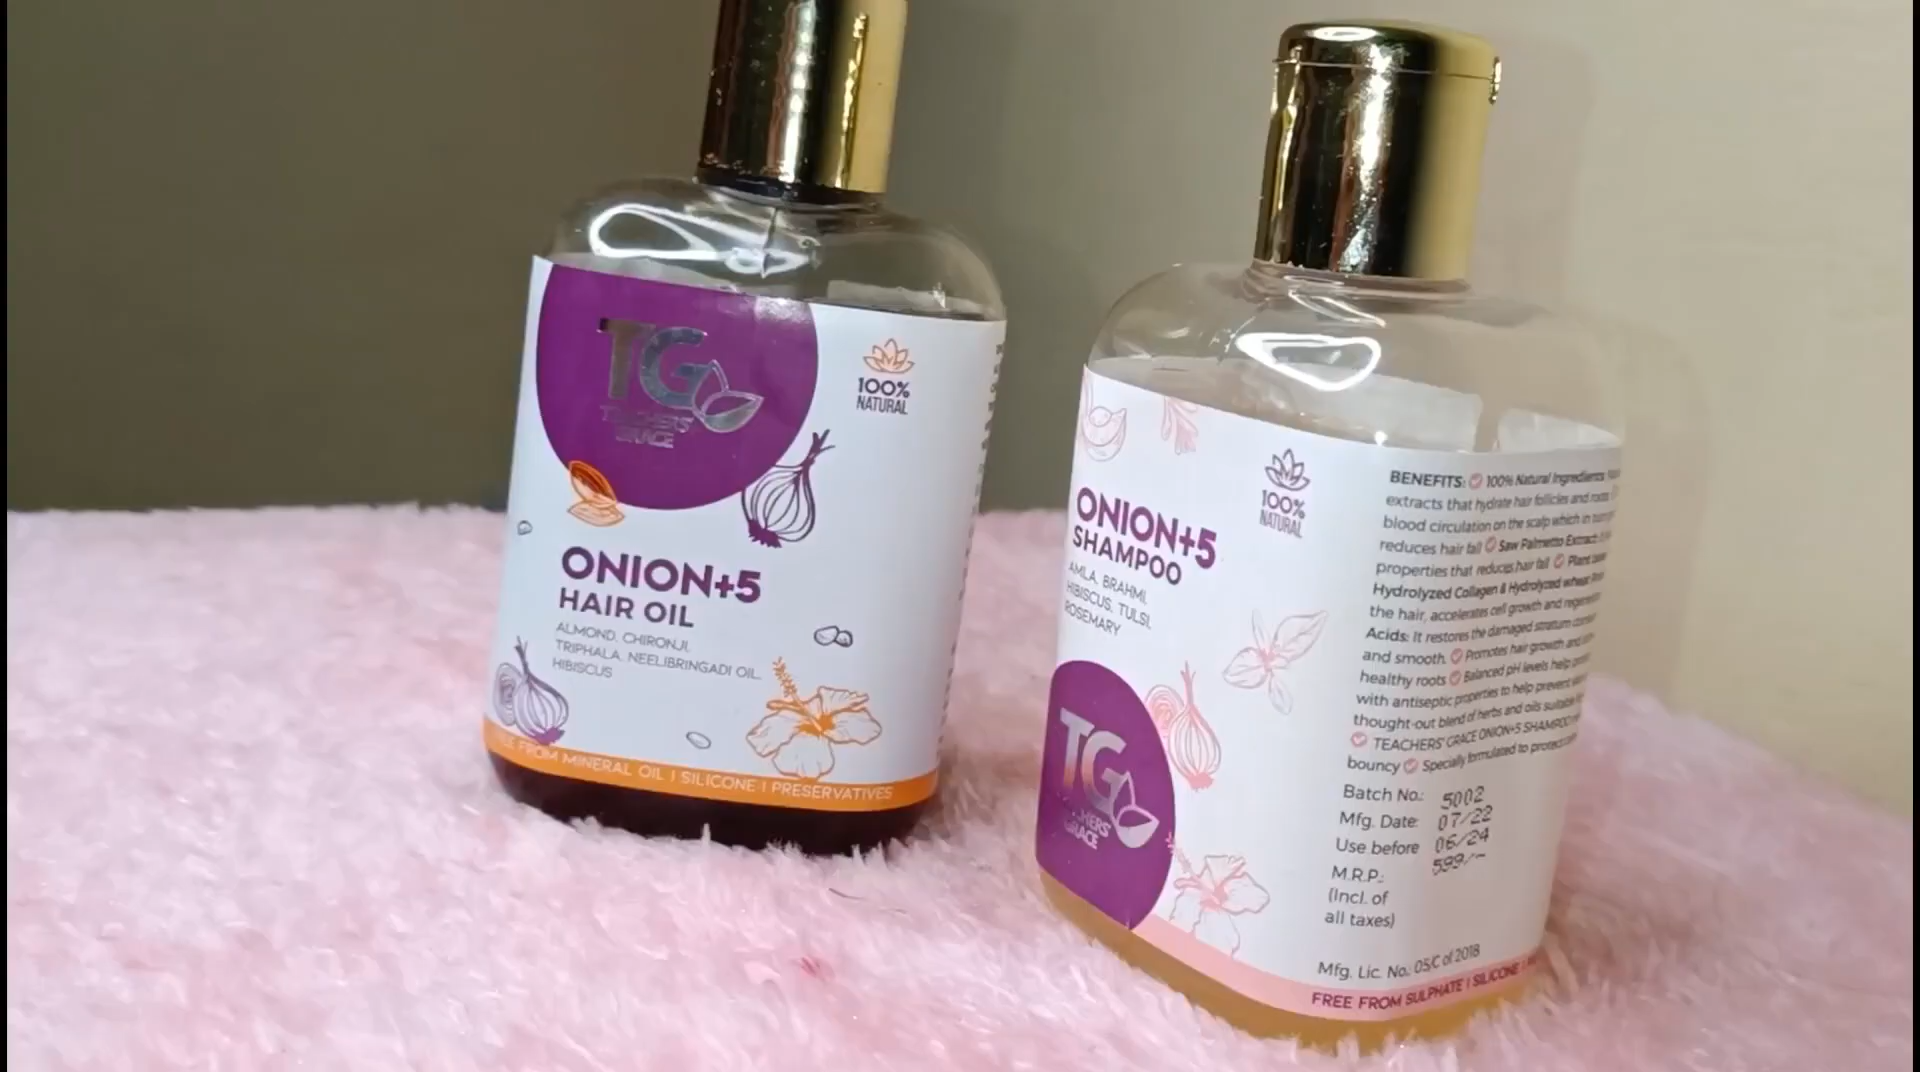 TG
TEACHERS'
GRACE
100%
NATURAL
ONION+5
HAIR OIL
ALMOND, CHIRONJI,
TRIPHALA, NEELIBRINGADI OIL,
HIBISCUS
FROM MINERAL OIL | SILICONE | PRESERVATIVES
100%
NATURAL
ONION+5
SHAMPOO
AMLA, BRAHMI,
HIBISCUS, TULSI,
ROSEMARY
TG
TEACHERS'
GRACE
BENEFITS: 100% Natural Ingredients:
extracts that hydrate hair follicles and roots
blood circulation on the scalp which in turn
reduces hair fall Saw Palmetto Extract:
properties that reduces hair fall Plant
Hydrolyzed Collagen & Hydrolyzed wheat
the hair, accelerates cell growth and
Acids: It restores the damaged stratum
and smooth. Promotes hair growth and
healthy roots Balanced pH levels help
with antiseptic properties to help prevent
thought-out blend of herbs and oils suitable
TEACHERS' GRACE ONION+5 SHAMPOO
bouncy Specially formulated to protect
Batch No.: 5002
Mfg. Date: 07/22
Use before 06/24
M.R.P.: 599/-
(Incl. of
all taxes)
Mfg. Lic. No.: 05/C of 2018
FREE FROM SULPHATE | SILICONE |